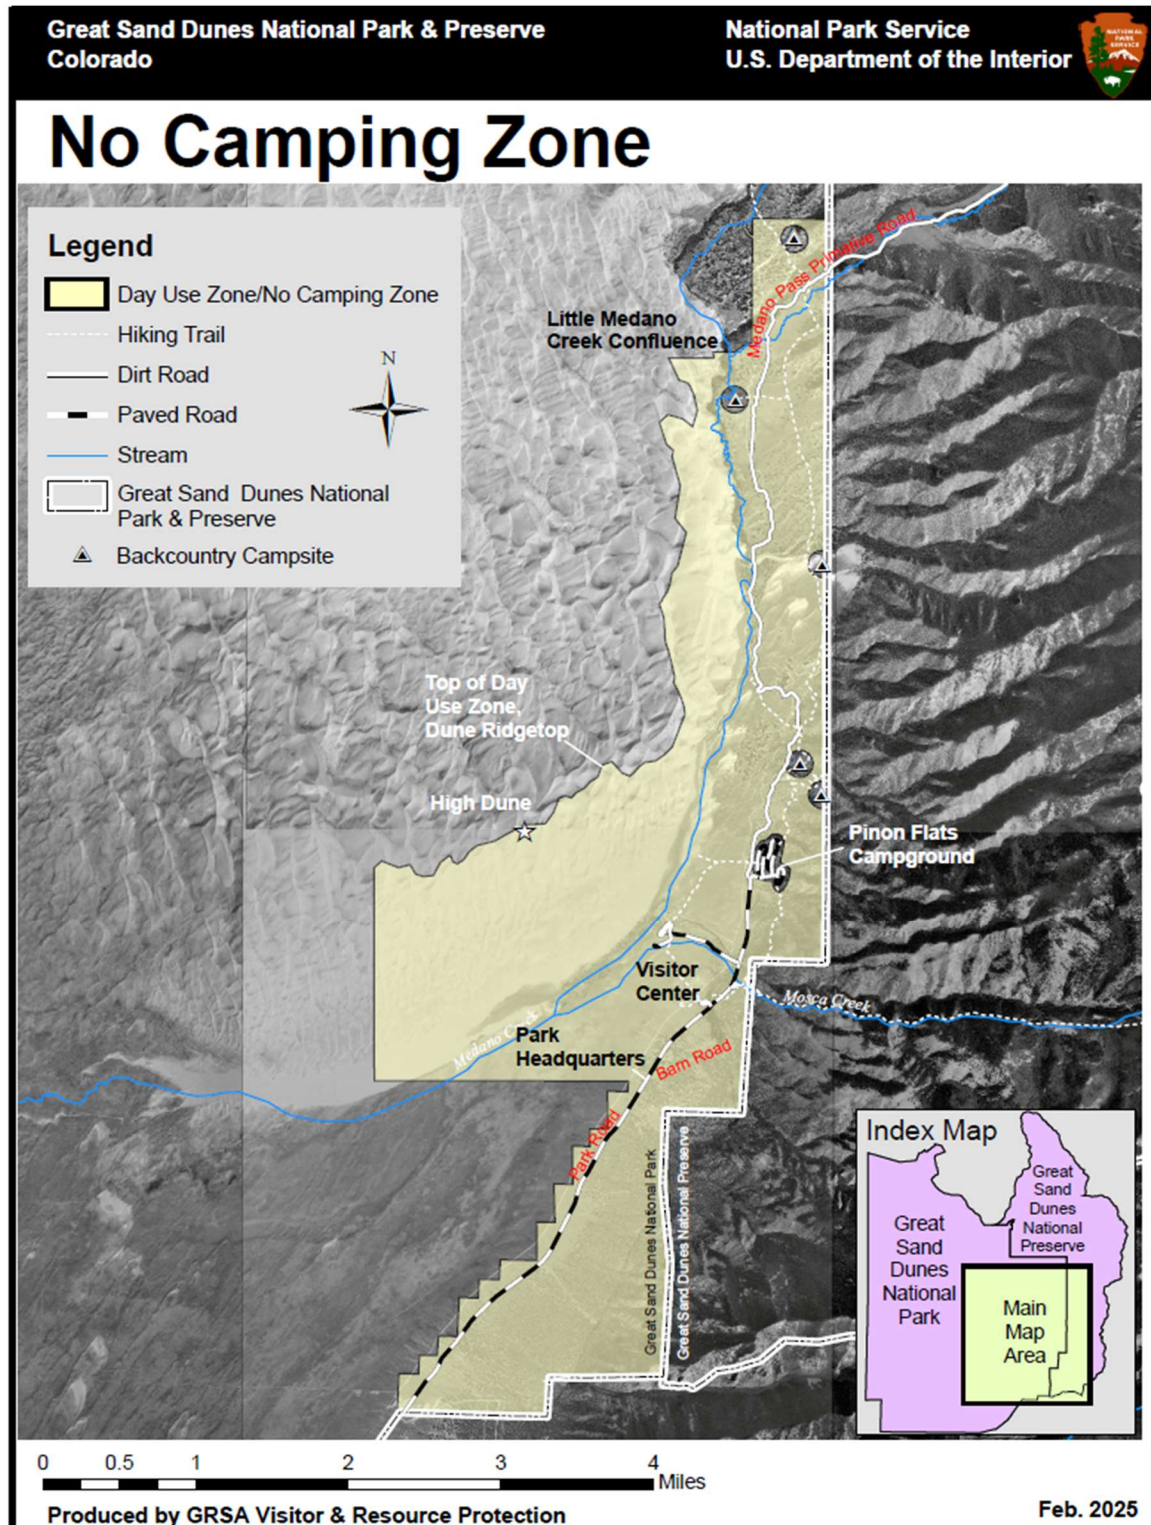 Great Sand Dunes National Park & Preserve
Colorado
National Park Service
U.S. Department of the Interior
NATIONAL
PARK
SERVICE
No Camping Zone
Legend
Day Use Zone/No Camping Zone
Hiking Trail
Dirt Road
Paved Road
Stream
Great Sand Dunes National
Park & Preserve
Backcountry Campsite
N
Medano Pass Primative Road
Little Medano
Creek Confluence
Top of Day
Use Zone,
Dune Ridgetop
High Dune
Pinon Flats
Campground
Visitor
Center
Mosca Creek
Medano Creek
Park
Headquarters
Barn Road
Park Road
Great Sand Dunes National Park
Great Sand Dunes National Preserve
Index Map
Great
Sand
Dunes
National
Preserve
Great
Sand
Dunes
National
Park
Main
Map
Area
0 0.5 1 2 3 4
Miles
Produced by GRSA Visitor & Resource Protection
Feb. 2025